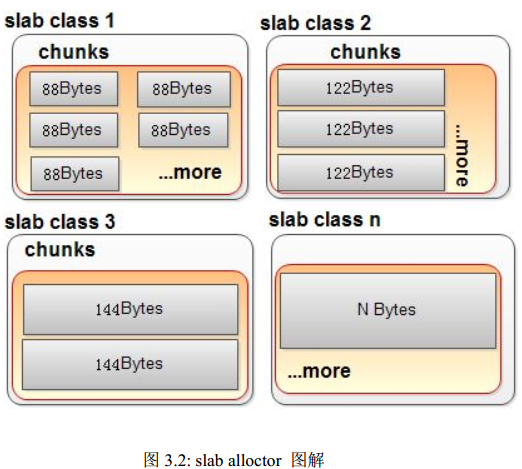 slab class 1
chunks
88Bytes 88Bytes
88Bytes 88Bytes
88Bytes ...more
slab class 2
chunks
122Bytes
122Bytes
122Bytes
...more
slab class 3
chunks
144Bytes
144Bytes
slab class n
N Bytes
...more
图 3.2: slab alloctor 图解